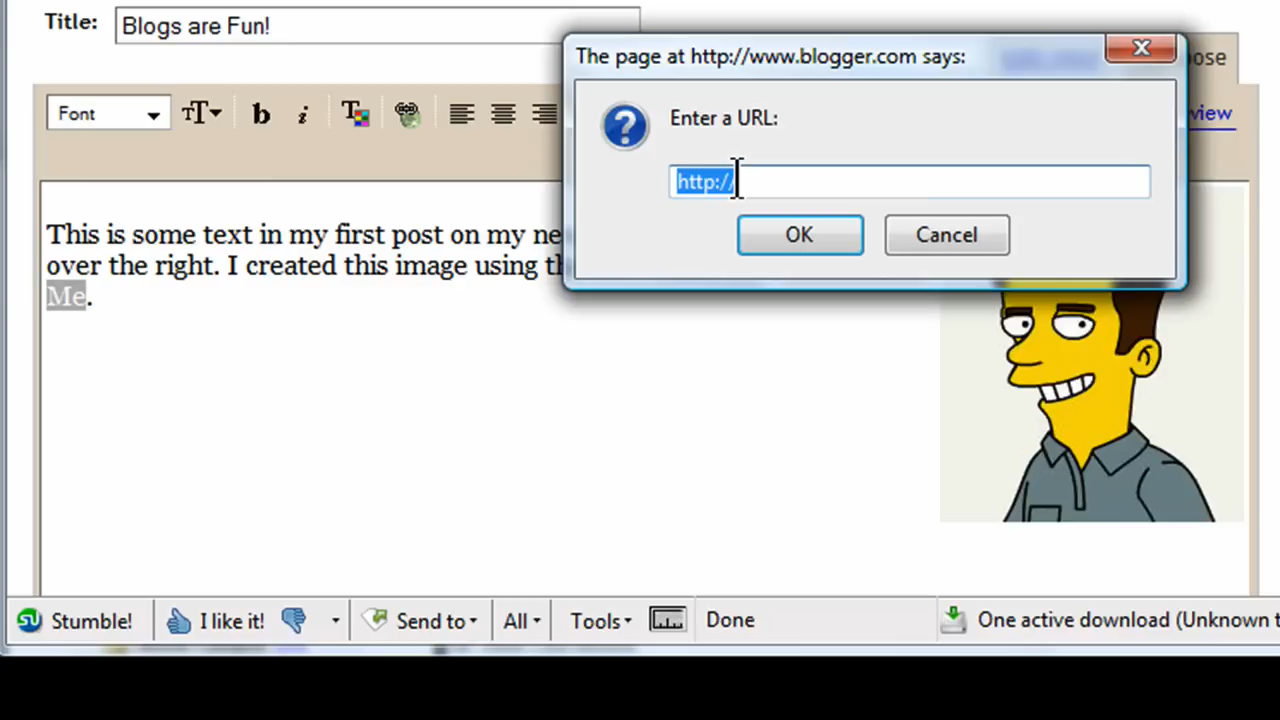 Title: Blogs are Fun!
The page at http://www.blogger.com says:
ose
Font TT b i T
view
Enter a URL:
http://
OK Cancel
This is some text in my first post on my ne
over the right. I created this image using th
Me.
Stumble! I like it! Send to All Tools Done One active download (Unknown t